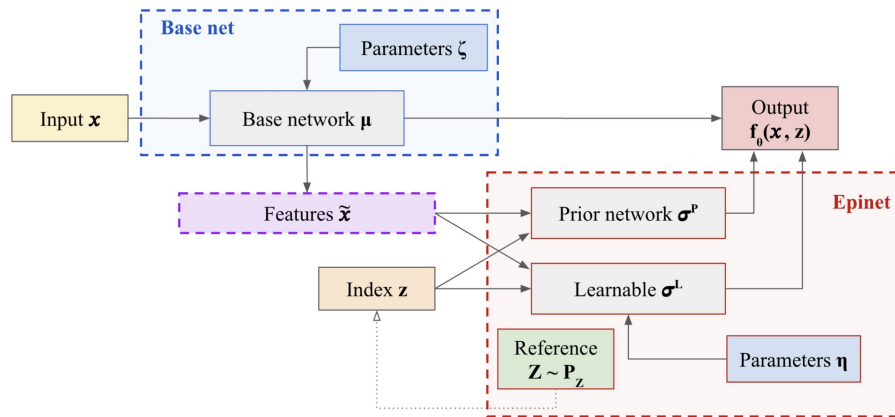 Base net
Parameters ζ
Input x
Base network μ
Output
f_θ(x, z)
Epinet
Features x̃
Prior network σ^P
Index z
Learnable σ^L
Reference
Z ~ P_Z
Parameters η